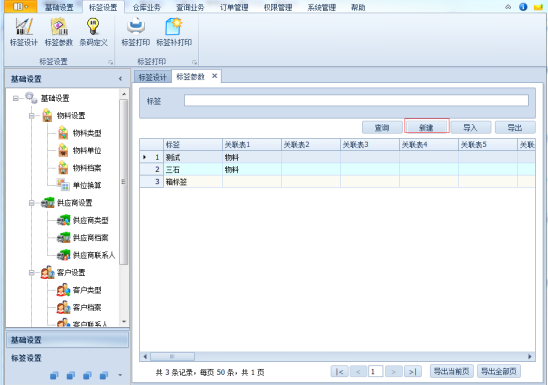 基础设置 标签设置 仓库业务 查询业务 订单管理 权限管理 系统管理 帮助
标签设计 标签参数 条码定义 标签打印 标签补打印
标签设置 标签打印
基础设置
标签设计 标签参数
基础设置
物料设置
物料类型
物料单位
物料档案
单位换算
供应商设置
供应商类型
供应商档案
供应商联系人
客户设置
客户类型
客户档案
客户联系人
基础设置
标签设置
标签
查询 新建 导入 导出
标签 关联表1 关联表2 关联表3 关联表4 关联表5 关联
1 测试 物料
2 三石 物料
3 箱标签
共 3 条记录，每页 50 条，共 1 页
|< < 1 > >| 导出当前页 导出全部页